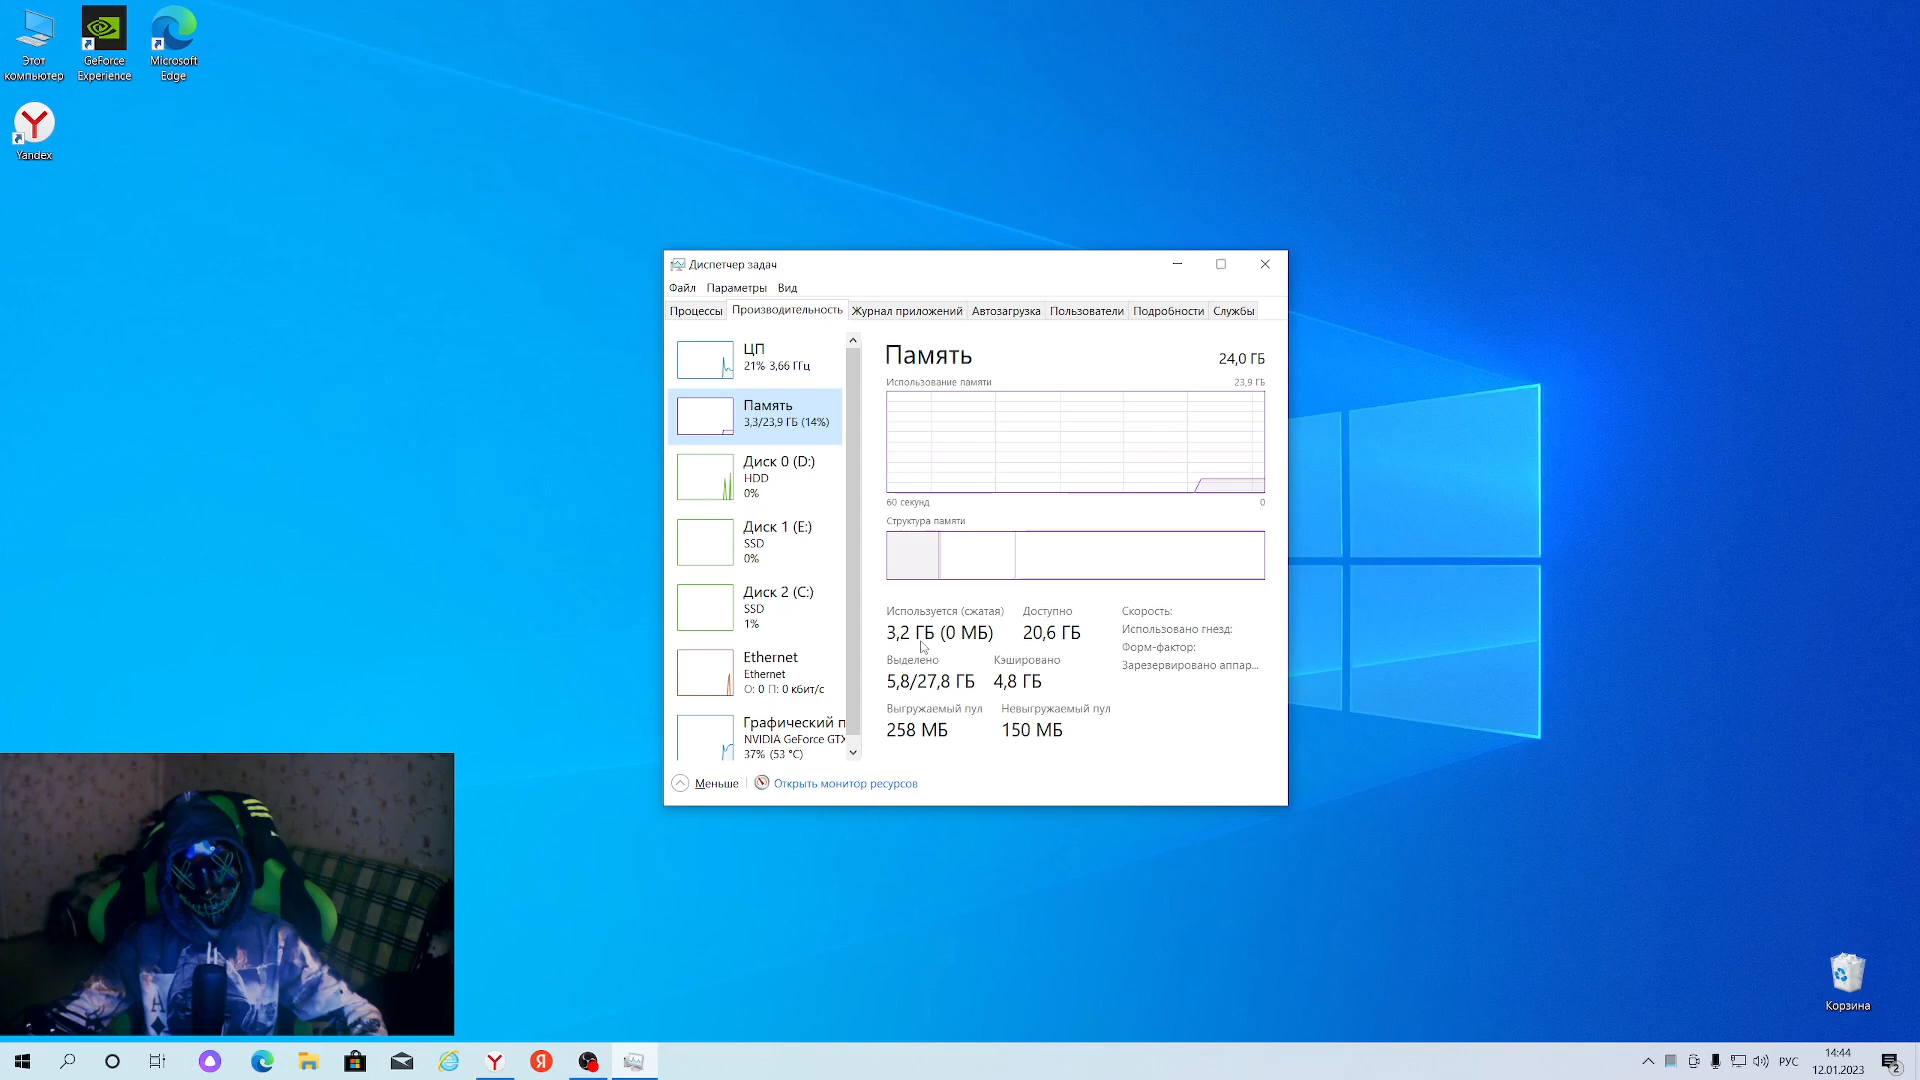 Этот
компьютер
GeForce
Experience
Microsoft
Edge
Yandex
Диспетчер задач
Файл Параметры Вид
Процессы Производительность Журнал приложений Автозагрузка Пользователи Подробности Службы
ЦП
21% 3,66 ГГц
Память
3,3/23,9 ГБ (14%)
Диск 0 (D:)
HDD
0%
Диск 1 (E:)
SSD
0%
Диск 2 (C:)
SSD
1%
Ethernet
Ethernet
О: 0 П: 0 кбит/с
Графический п
NVIDIA GeForce GTX
37% (53 °C)
Память 24,0 ГБ
Использование памяти 23,9 ГБ
60 секунд 0
Структура памяти
Используется (сжатая) Доступно
3,2 ГБ (0 МБ) 20,6 ГБ
Выделено Кэшировано
5,8/27,8 ГБ 4,8 ГБ
Выгружаемый пул Невыгружаемый пул
258 МБ 150 МБ
Скорость:
Использовано гнезд:
Форм-фактор:
Зарезервировано аппар...
Меньше Открыть монитор ресурсов
Корзина
РУС
14:44
12.01.2023
2